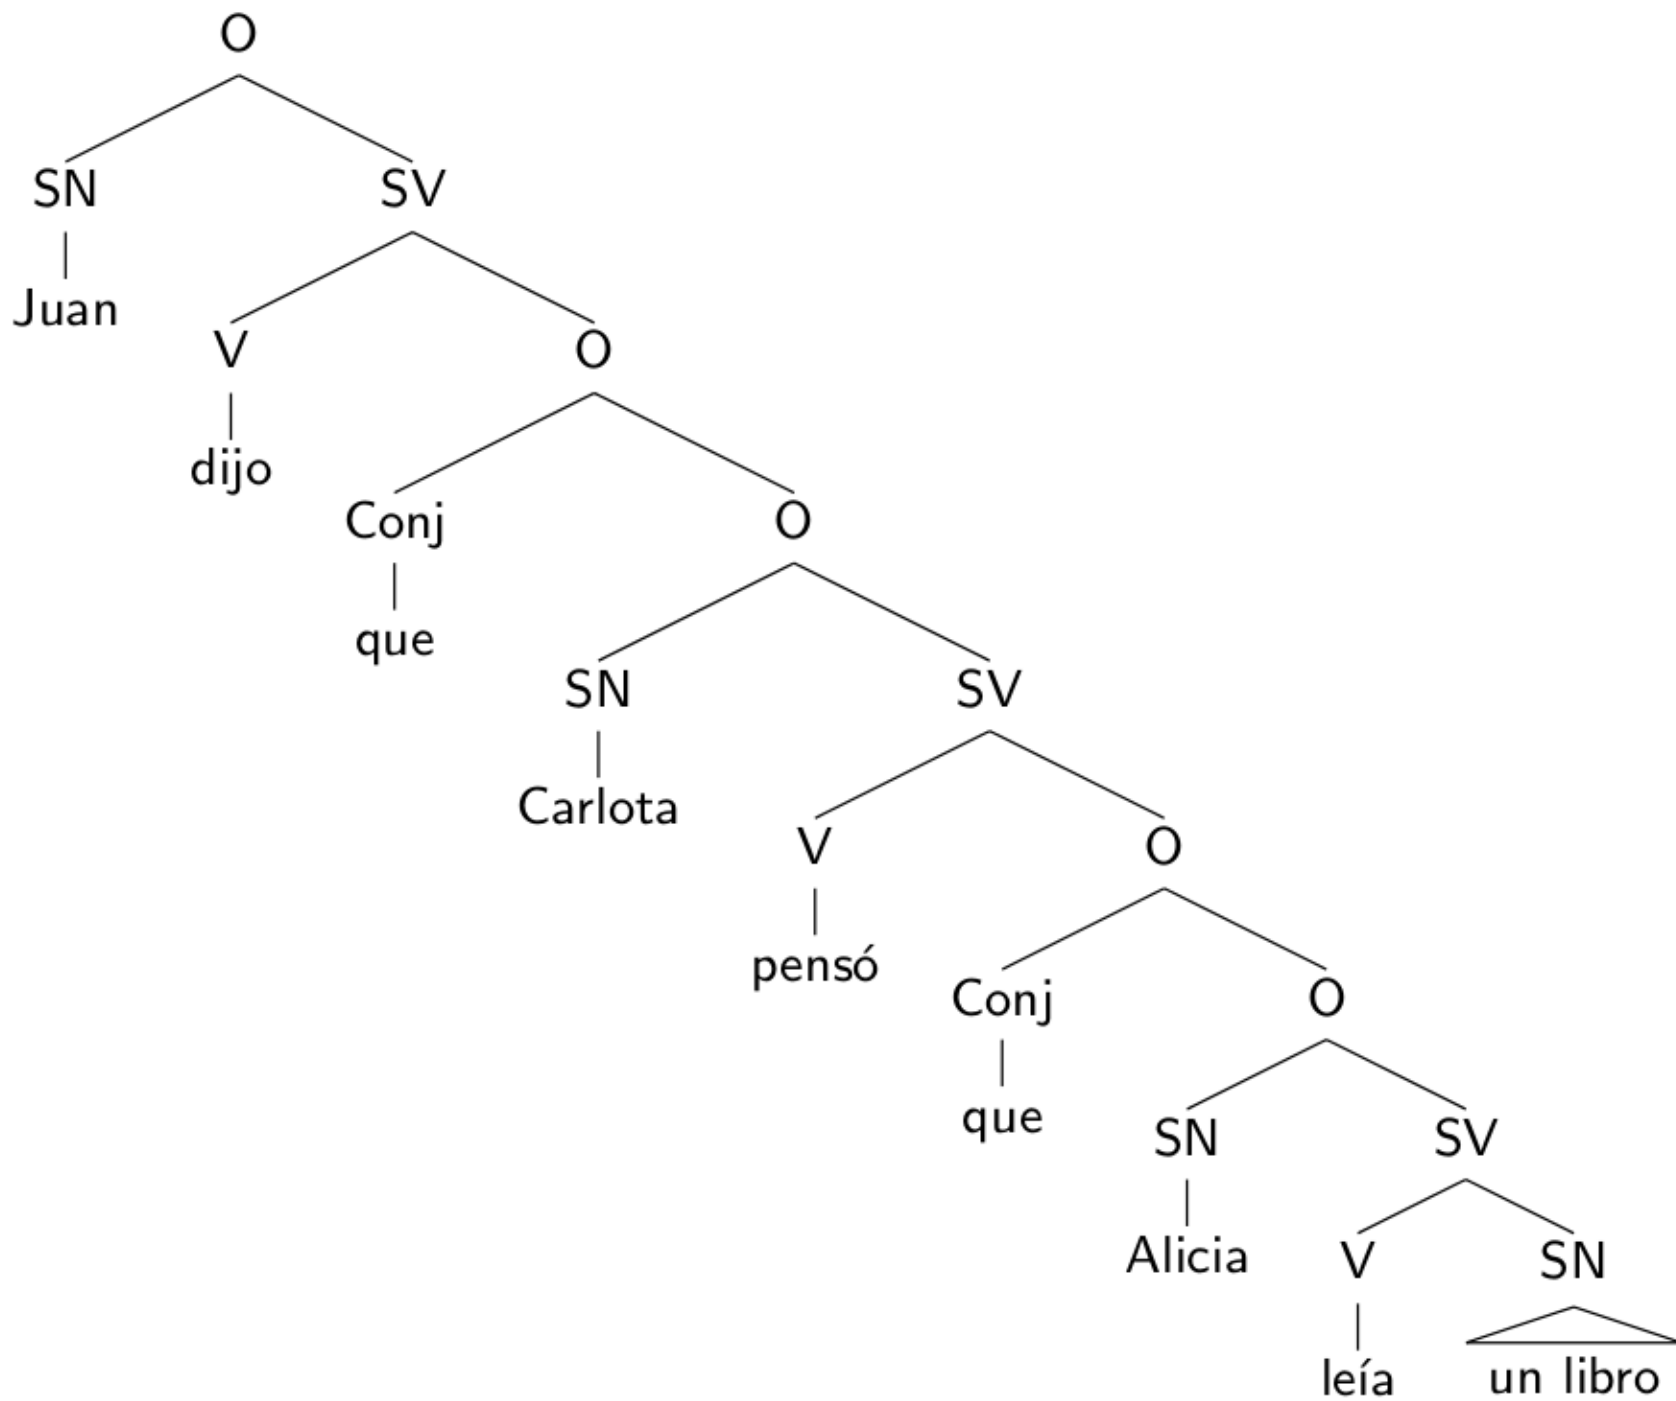 O
SN SV
Juan
V O
dijo
Conj O
que
SN SV
Carlota
V O
pensó
Conj O
que
SN SV
Alicia V SN
leía un libro